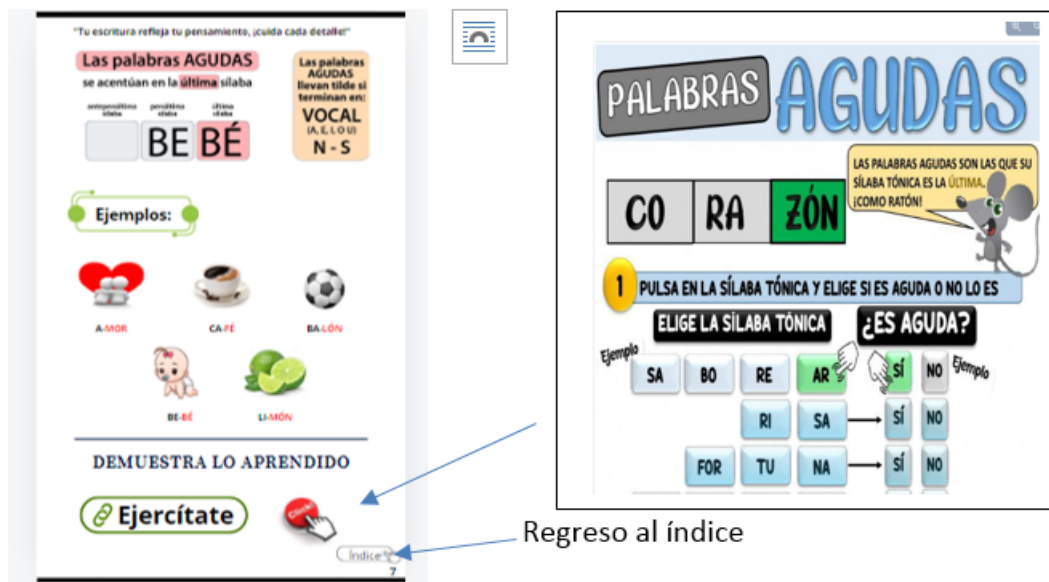 "Tu escritura refleja tu pensamiento, ¡cuida cada detalle!"
Las palabras AGUDAS
se acentúan en la última sílaba
antepenúltima sílaba
penúltima sílaba
última sílaba
BE BÉ
Las palabras
AGUDAS
llevan tilde si
terminan en:
VOCAL
(A, E, I, O U)
N - S
Ejemplos:
A-MOR
CA-FÉ
BA-LÓN
BE-BÉ
LI-MÓN
DEMUESTRA LO APRENDIDO
Ejercítate
Click!
Índice
7
PALABRAS AGUDAS
LAS PALABRAS AGUDAS SON LAS QUE SU
SÍLABA TÓNICA ES LA ÚLTIMA.
¡COMO RATÓN!
CO RA ZÓN
1 PULSA EN LA SÍLABA TÓNICA Y ELIGE SI ES AGUDA O NO LO ES
ELIGE LA SÍLABA TÓNICA
¿ES AGUDA?
Ejemplo
SA BO RE AR SÍ NO
Ejemplo
RI SA SÍ NO
FOR TU NA SÍ NO
Regreso al índice